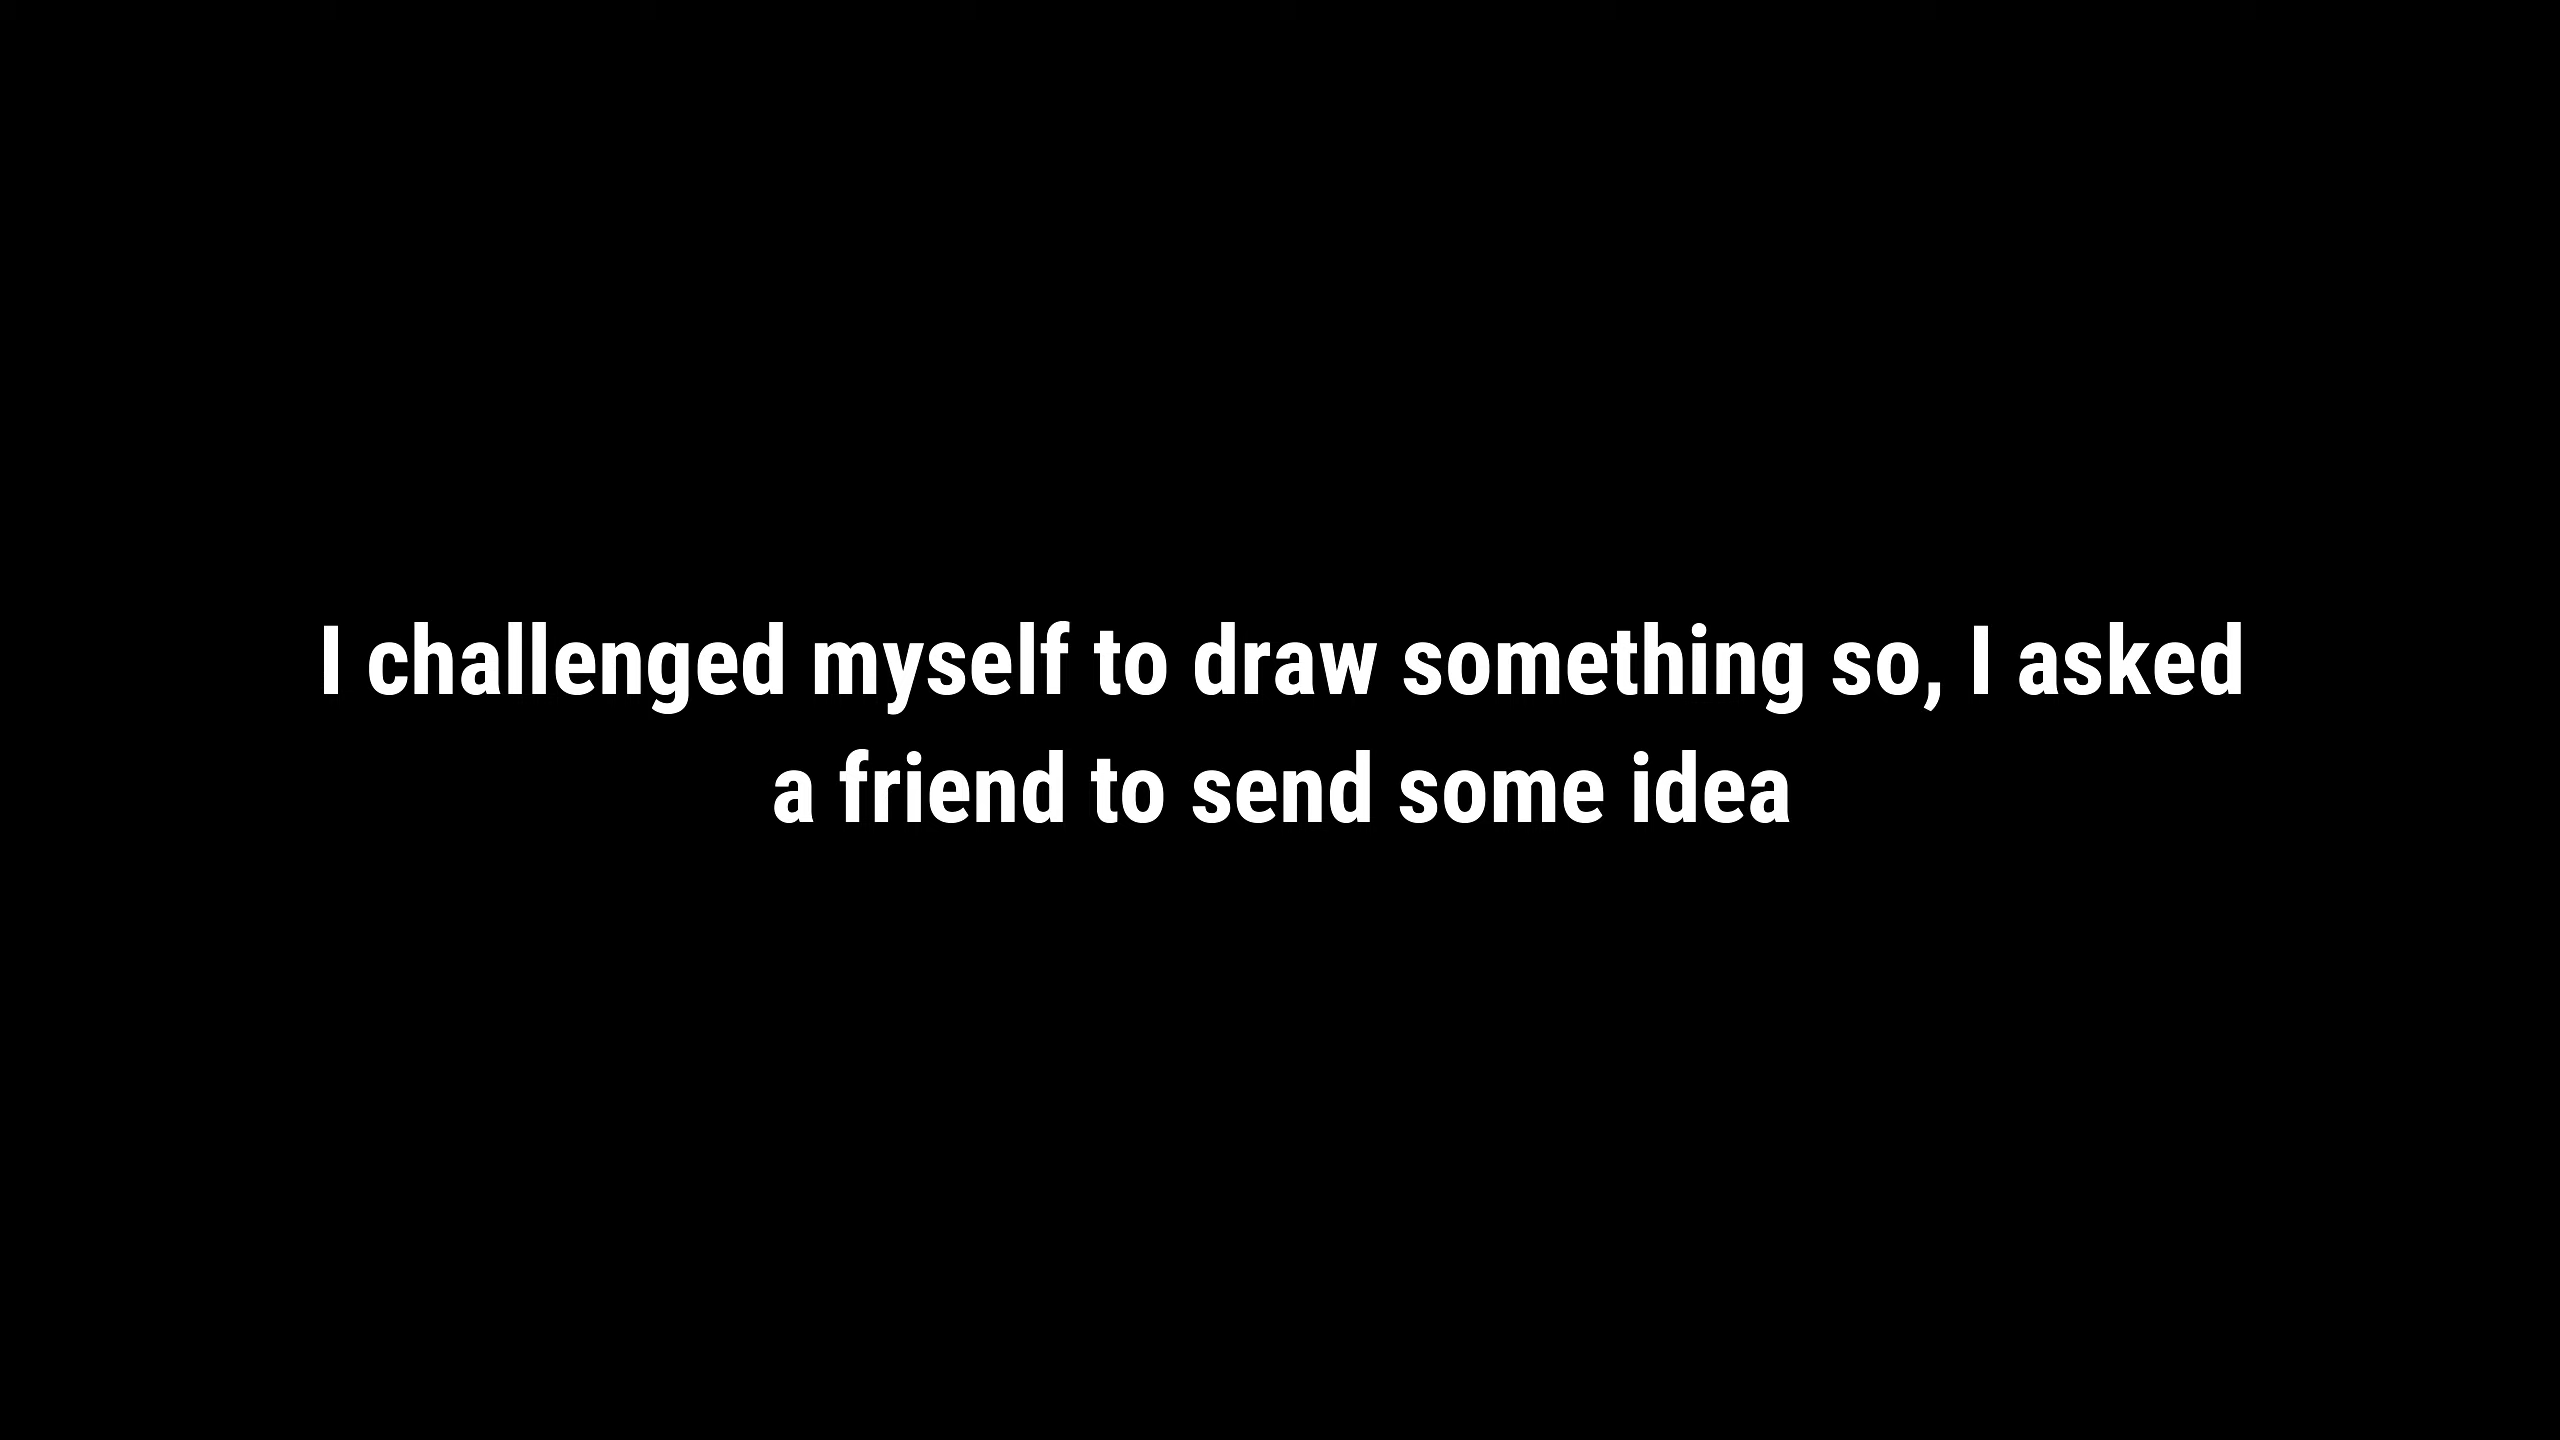 I challenged myself to draw something so, I asked
a friend to send some idea